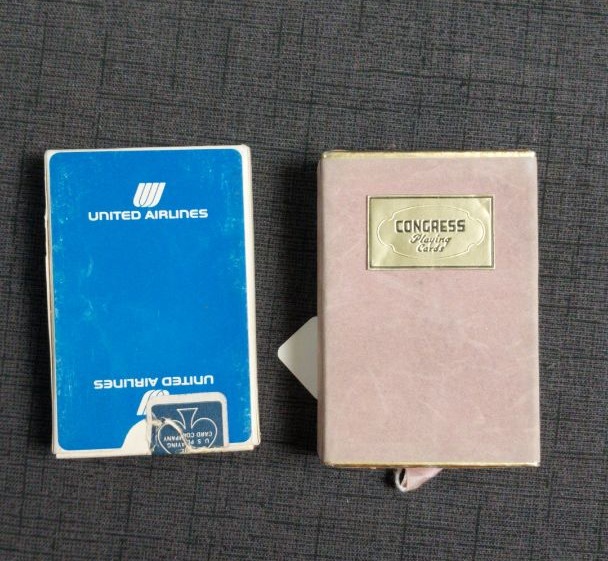 UNITED AIRLINES
UNITED AIRLINES
U S PLAYING
CARD COMPANY
CONGRESS
Playing
Cards